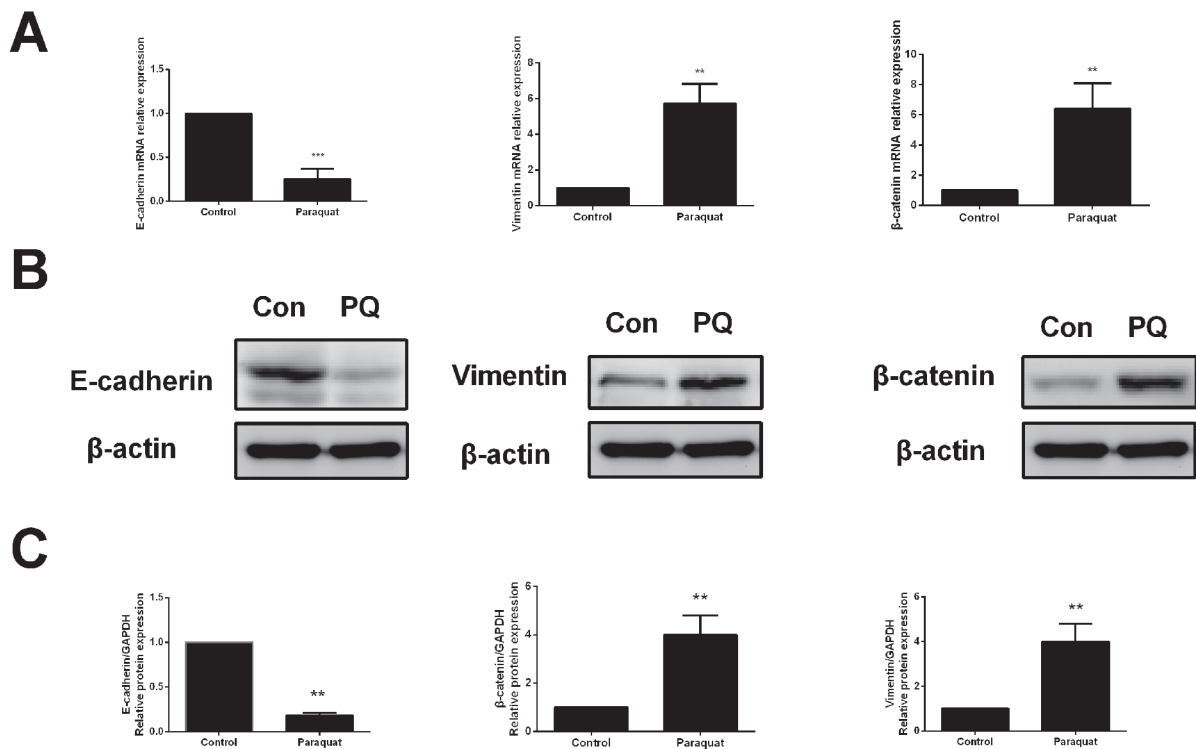 A
E-cadherin mRNA relative expression
1.5
1.0
0.5
0.0
***
Control
Paraquat
Vimentin mRNA relative expression
8
6
4
2
0
**
Control
Paraquat
β-catenin mRNA relative expression
10
8
6
4
2
0
**
Control
Paraquat
B
Con PQ
E-cadherin
β-actin
Con PQ
Vimentin
β-actin
Con PQ
β-catenin
β-actin
C
E-cadherin/GAPDH
Relative protein expression
1.5
1.0
0.5
0.0
**
Control
Paraquat
β-catenin/GAPDH
Relative protein expression
6
4
2
0
**
Control
Paraquat
Vimentin/GAPDH
Relative protein expression
6
4
2
0
**
Control
Paraquat